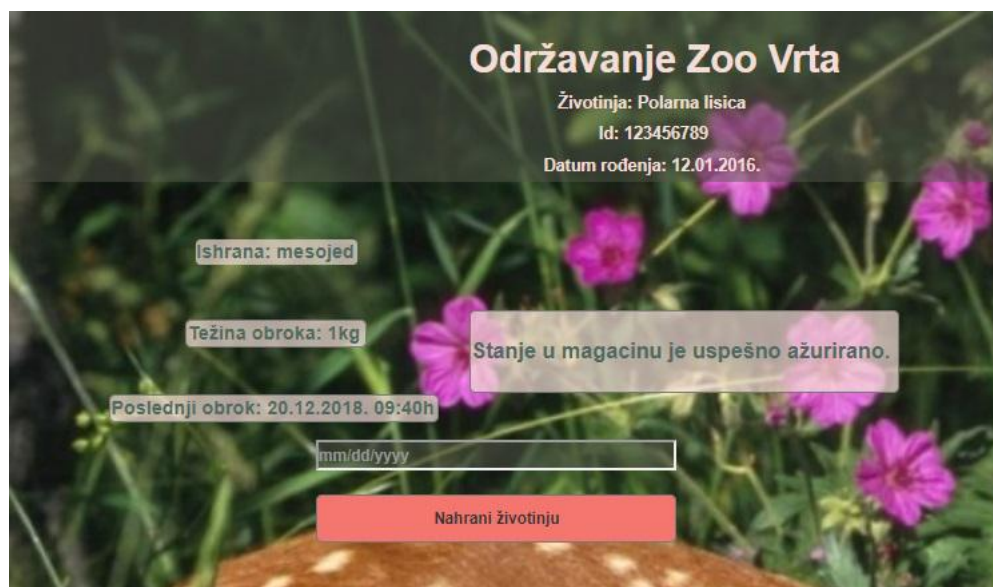 Održavanje Zoo Vrta
Životinja: Polarna lisica
Id: 123456789
Datum rođenja: 12.01.2016.
Ishrana: mesojed
Težina obroka: 1kg
Stanje u magacinu je uspešno ažurirano.
Poslednji obrok: 20.12.2018. 09:40h
mm/dd/yyyy
Nahrani životinju